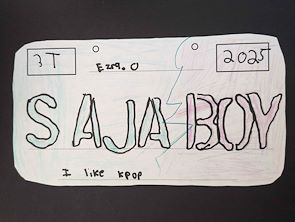 3T
2025
Ezra. O
SAJA BOY
I like kpop